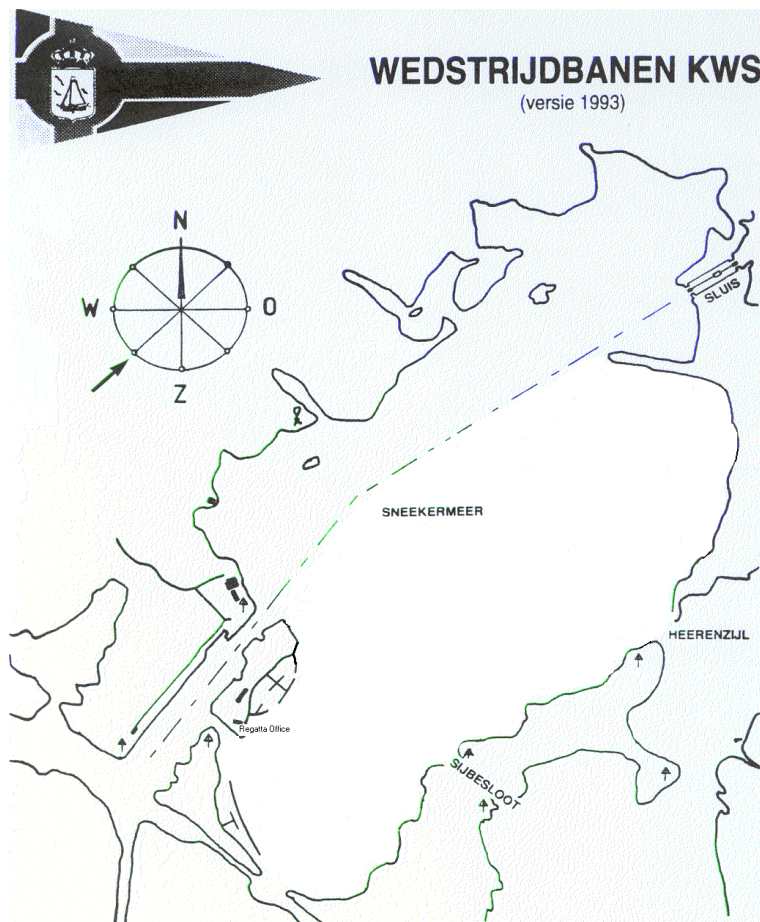 WEDSTRIJDBANEN KWS
(versie 1993)
N
W
O
Z
SLUIS
SNEEKERMEER
HEERENZIJL
Regatta Office
SIJBESLOOT